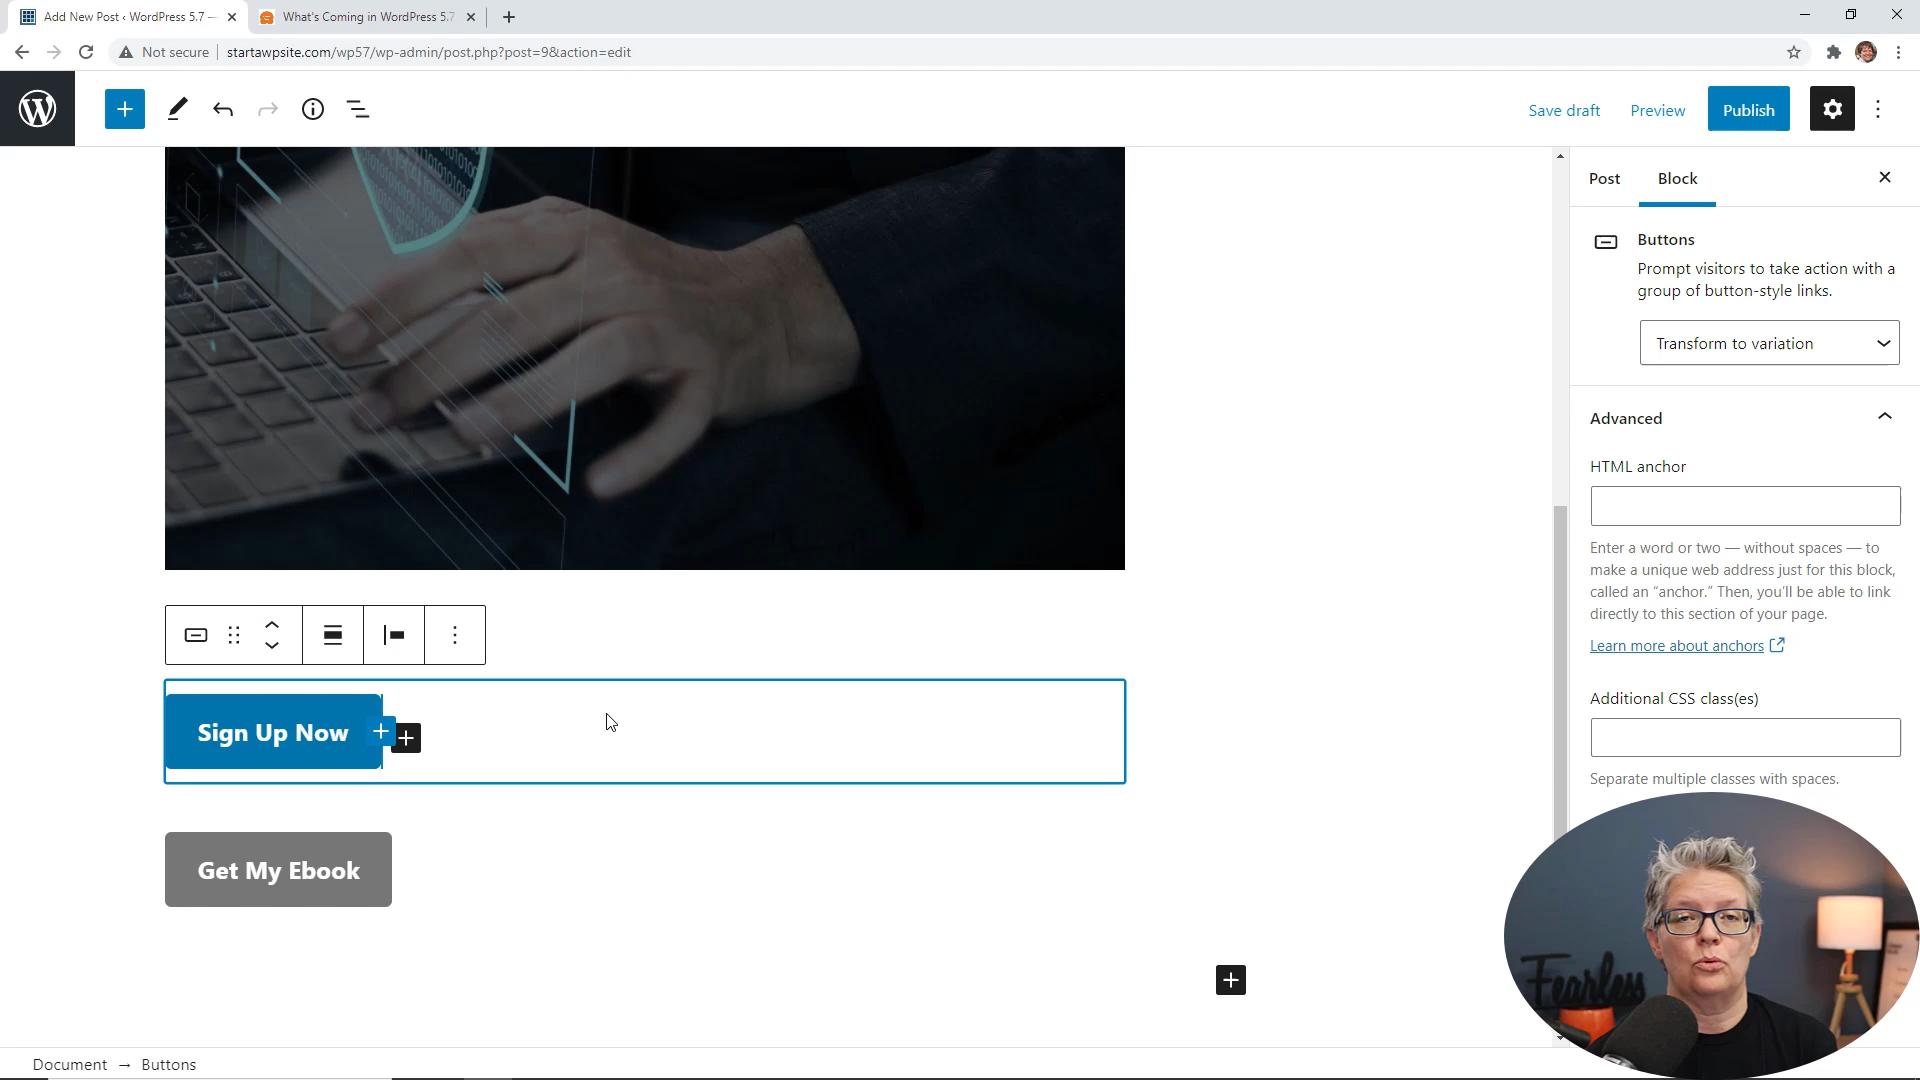 Add New Post ‹ WordPress 5.7 —
What's Coming in WordPress 5.7
Not secure
startawpsite.com/wp57/wp-admin/post.php?post=9&action=edit
Save draft
Preview
Publish
Post
Block
Buttons
Prompt visitors to take action with a
group of button-style links.
Transform to variation
Advanced
HTML anchor
Enter a word or two — without spaces — to
make a unique web address just for this block,
called an “anchor.” Then, you’ll be able to link
directly to this section of your page.
Learn more about anchors
Additional CSS class(es)
Separate multiple classes with spaces.
Sign Up Now
Get My Ebook
Fearless
Document → Buttons